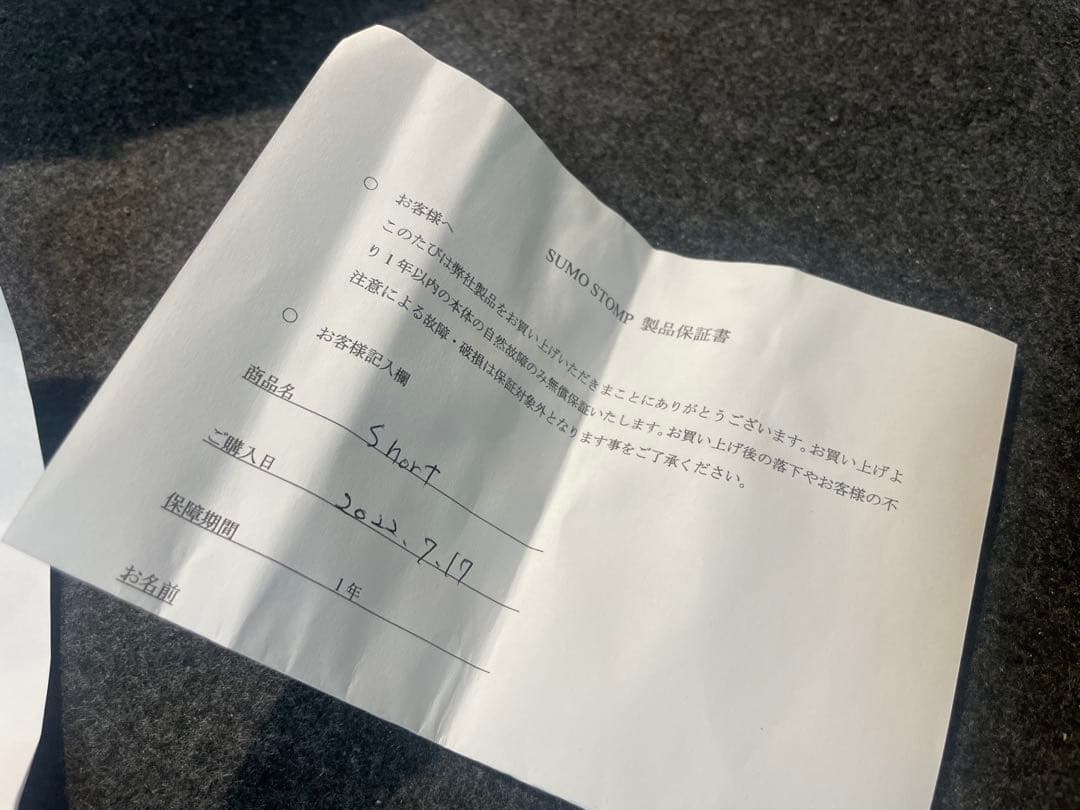 SUMO STOMP 製品保証書
○ お客様へ
このたびは弊社製品をお買い上げいただきまことにありがとうございます。お買い上げよ
り1年以内の本体の自然故障のみ無償保証いたします。お買い上げ後の落下やお客様の不
注意による故障・破損は保証対象外となります事をご了承ください。
○ お客様記入欄
商品名 Short
ご購入日 2022.7.17
保障期間 1年
お名前